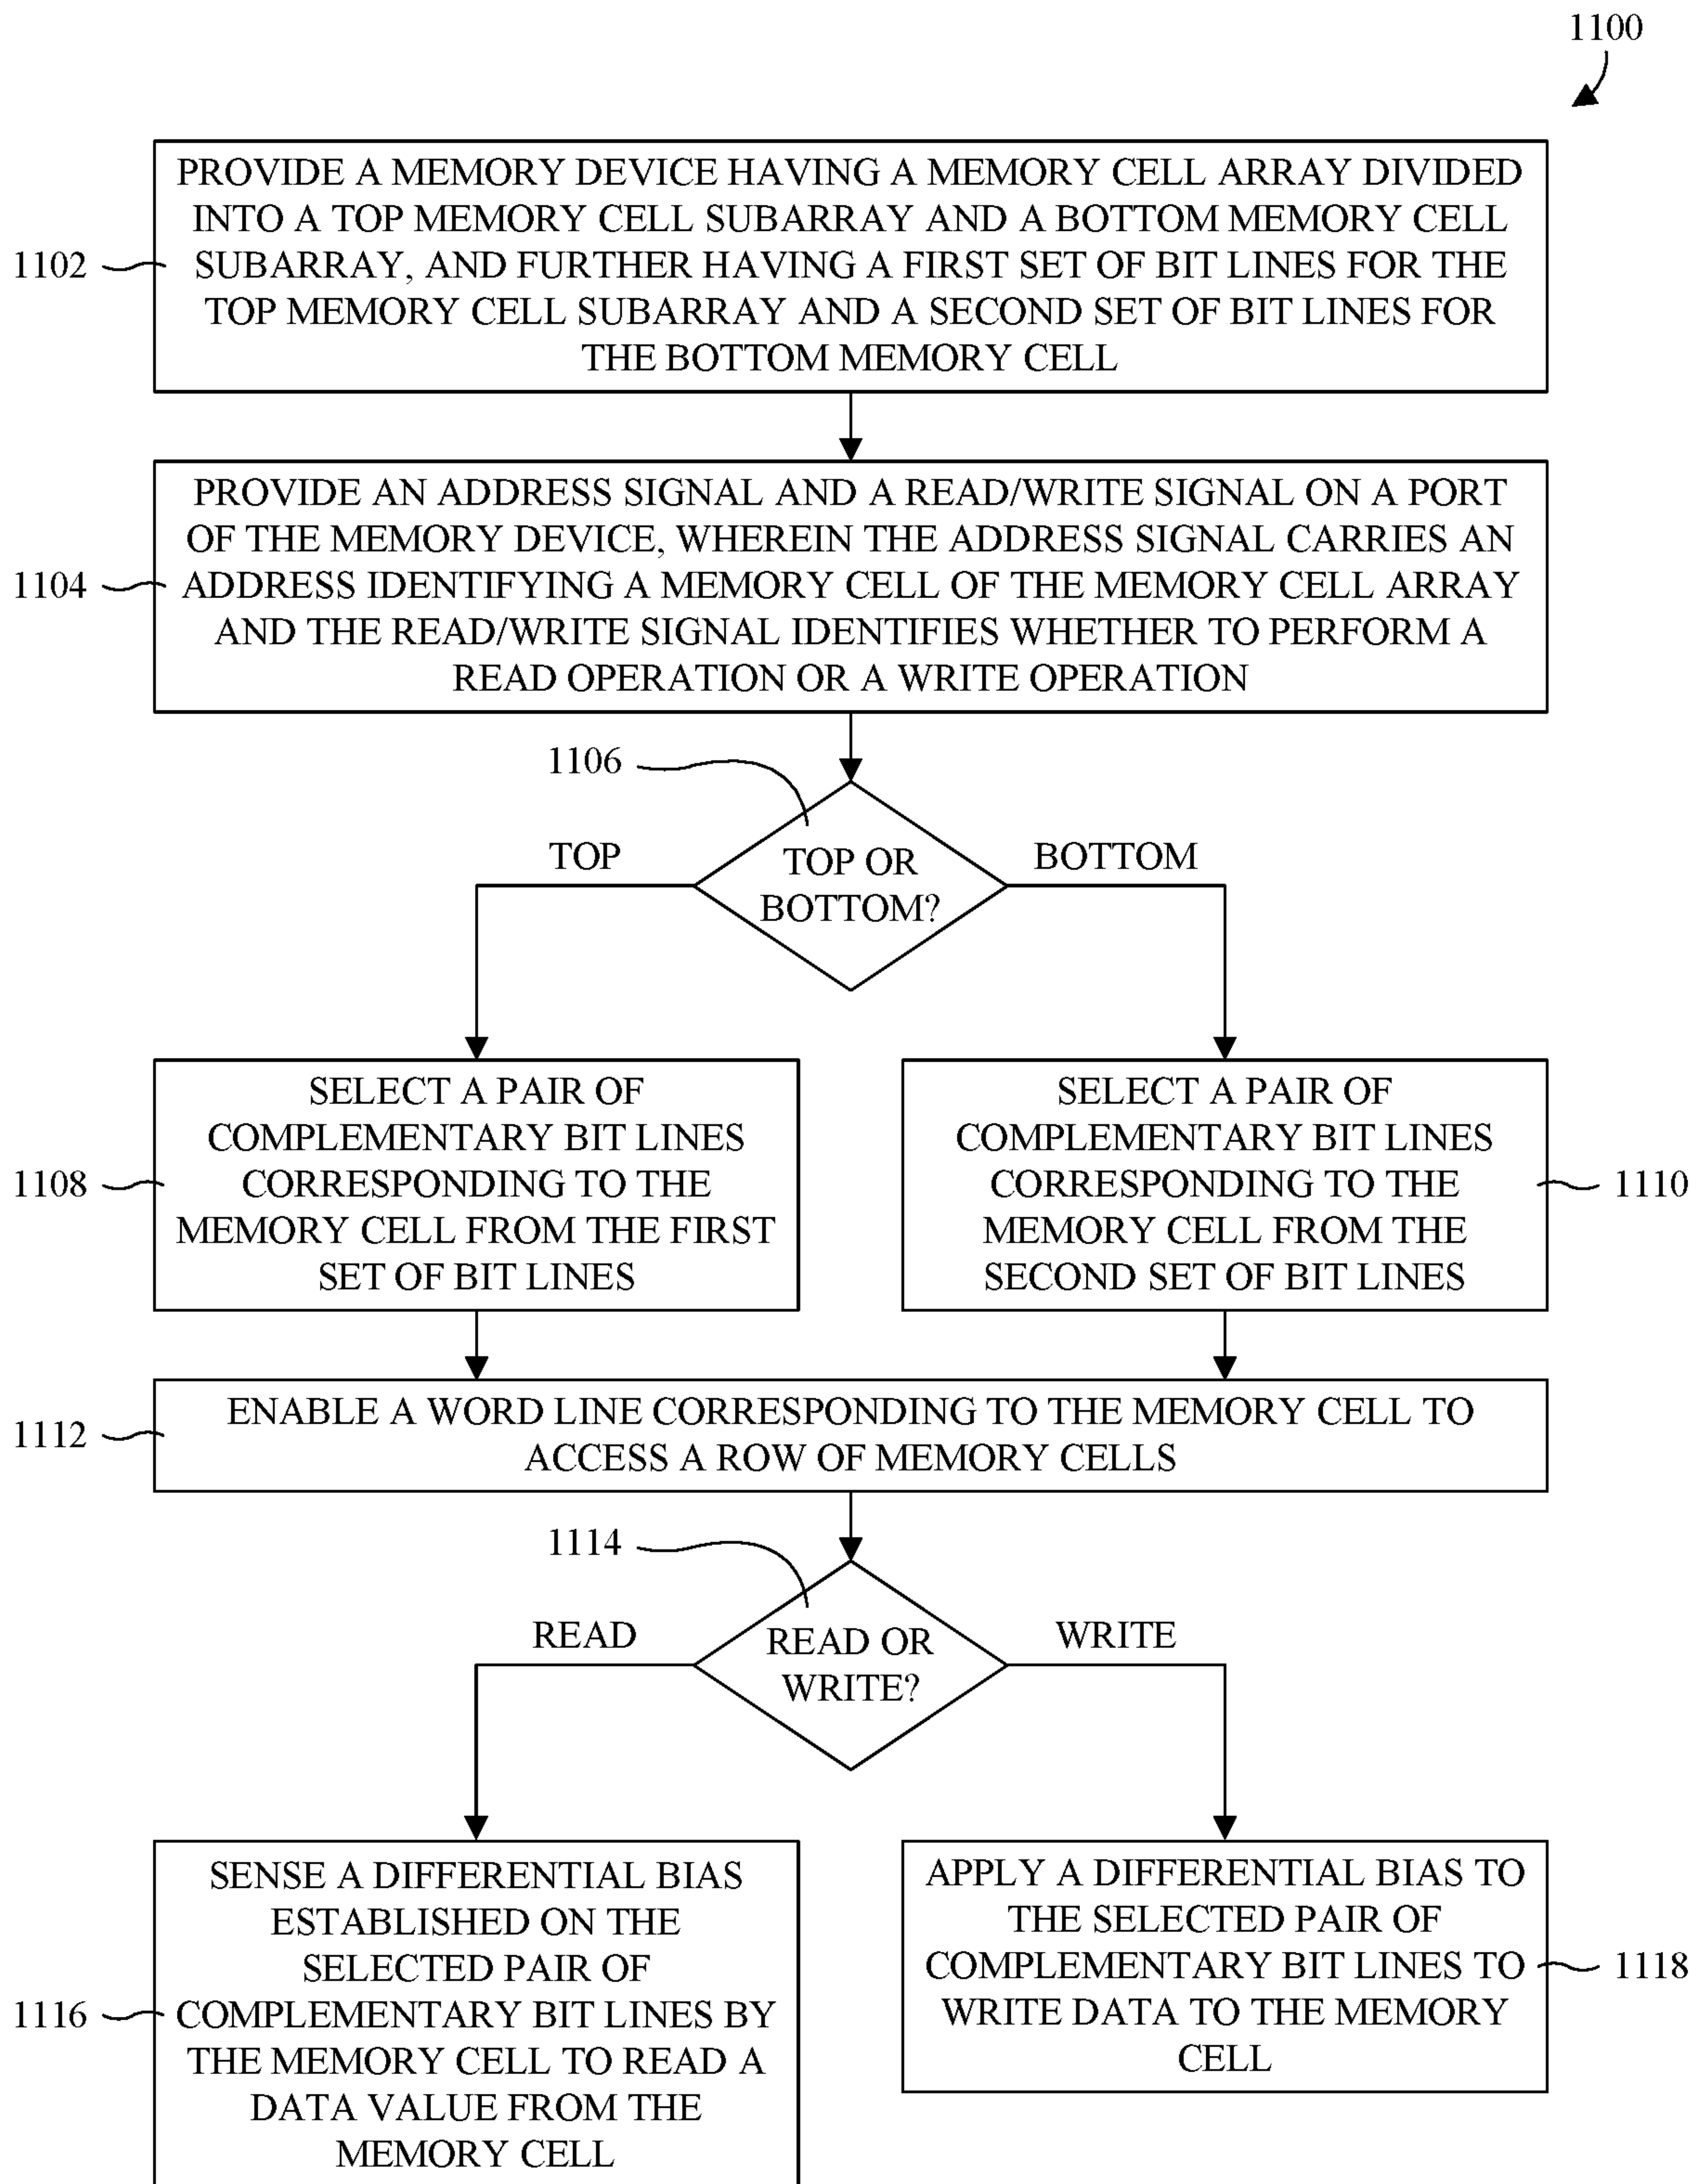 1100
PROVIDE A MEMORY DEVICE HAVING A MEMORY CELL ARRAY DIVIDED
INTO A TOP MEMORY CELL SUBARRAY AND A BOTTOM MEMORY CELL
SUBARRAY, AND FURTHER HAVING A FIRST SET OF BIT LINES FOR THE
TOP MEMORY CELL SUBARRAY AND A SECOND SET OF BIT LINES FOR
THE BOTTOM MEMORY CELL
1102
PROVIDE AN ADDRESS SIGNAL AND A READ/WRITE SIGNAL ON A PORT
OF THE MEMORY DEVICE, WHEREIN THE ADDRESS SIGNAL CARRIES AN
ADDRESS IDENTIFYING A MEMORY CELL OF THE MEMORY CELL ARRAY
AND THE READ/WRITE SIGNAL IDENTIFIES WHETHER TO PERFORM A
READ OPERATION OR A WRITE OPERATION
1104
1106
TOP
TOP OR
BOTTOM?
BOTTOM
SELECT A PAIR OF
COMPLEMENTARY BIT LINES
CORRESPONDING TO THE
MEMORY CELL FROM THE FIRST
SET OF BIT LINES
1108
SELECT A PAIR OF
COMPLEMENTARY BIT LINES
CORRESPONDING TO THE
MEMORY CELL FROM THE
SECOND SET OF BIT LINES
1110
ENABLE A WORD LINE CORRESPONDING TO THE MEMORY CELL TO
ACCESS A ROW OF MEMORY CELLS
1112
1114
READ
READ OR
WRITE?
WRITE
SENSE A DIFFERENTIAL BIAS
ESTABLISHED ON THE
SELECTED PAIR OF
COMPLEMENTARY BIT LINES BY
THE MEMORY CELL TO READ A
DATA VALUE FROM THE
MEMORY CELL
1116
APPLY A DIFFERENTIAL BIAS TO
THE SELECTED PAIR OF
COMPLEMENTARY BIT LINES TO
WRITE DATA TO THE MEMORY
CELL
1118